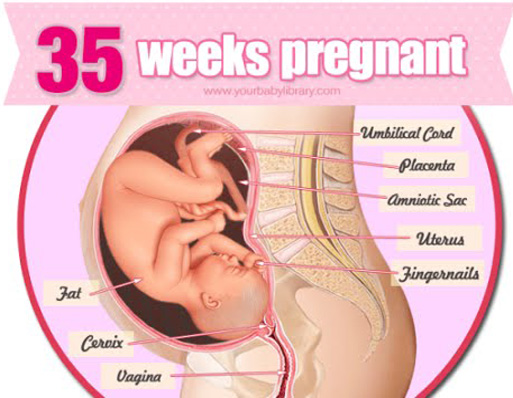 35 weeks pregnant
www.yourbabylibrary.com
Umbilical Cord
Placenta
Amniotic Sac
Uterus
Fingernails
Fat
Cervix
Vagina